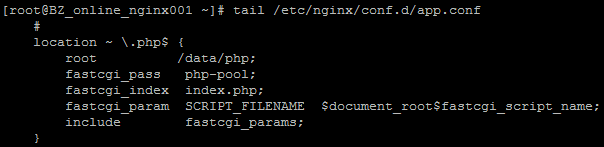 [root@BZ_online_nginx001 ~]# tail /etc/nginx/conf.d/app.conf
    #
    location ~ \.php$ {
        root           /data/php;
        fastcgi_pass   php-pool;
        fastcgi_index  index.php;
        fastcgi_param  SCRIPT_FILENAME  $document_root$fastcgi_script_name;
        include        fastcgi_params;
    }